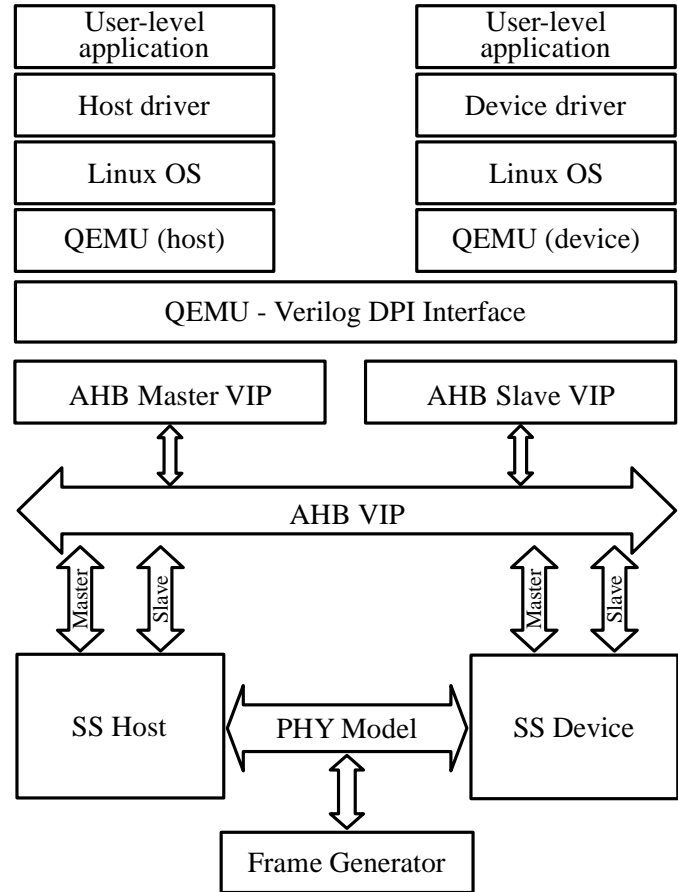 User-level
application
User-level
application
Host driver
Device driver
Linux OS
Linux OS
QEMU (host)
QEMU (device)
QEMU - Verilog DPI Interface
AHB Master VIP
AHB Slave VIP
AHB VIP
Master
Slave
Master
Slave
SS Host
PHY Model
SS Device
Frame Generator